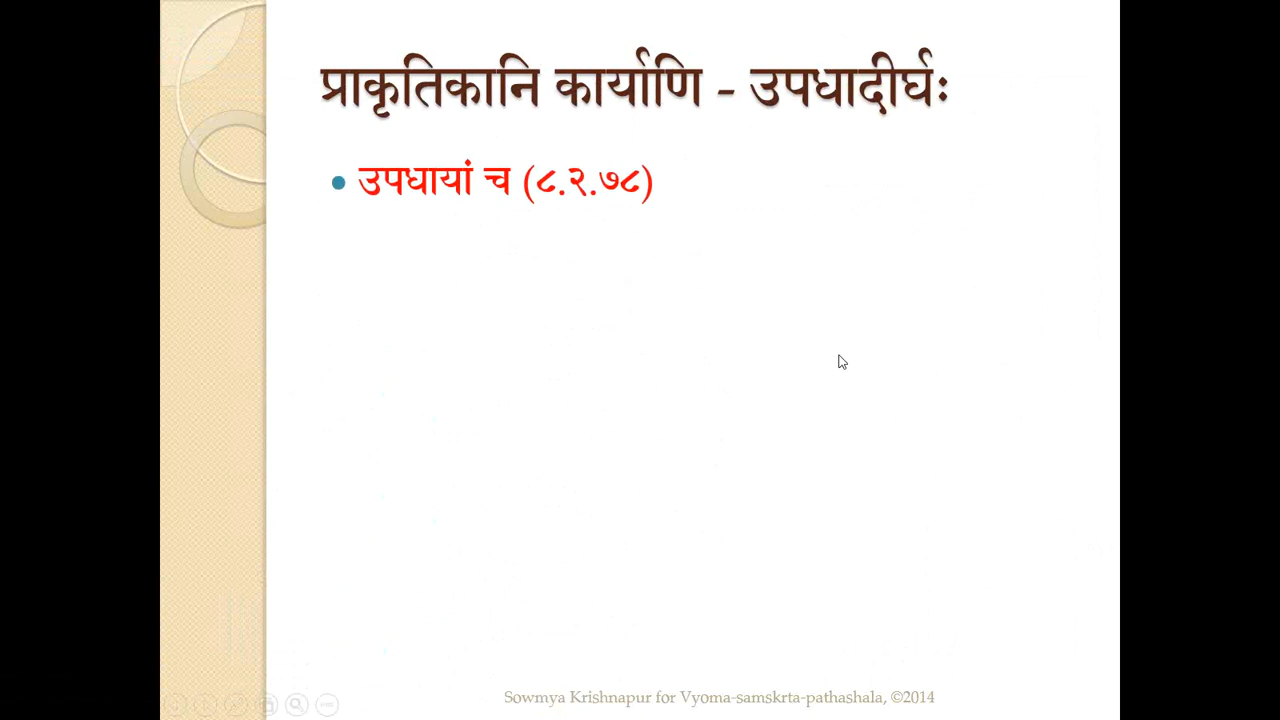 प्राकृतिकानि कार्याणि - उपधादीर्घः
उपधायां च (८.२.७८)
Sowmya Krishnapur for Vyoma-samskrta-pathashala, ©2014